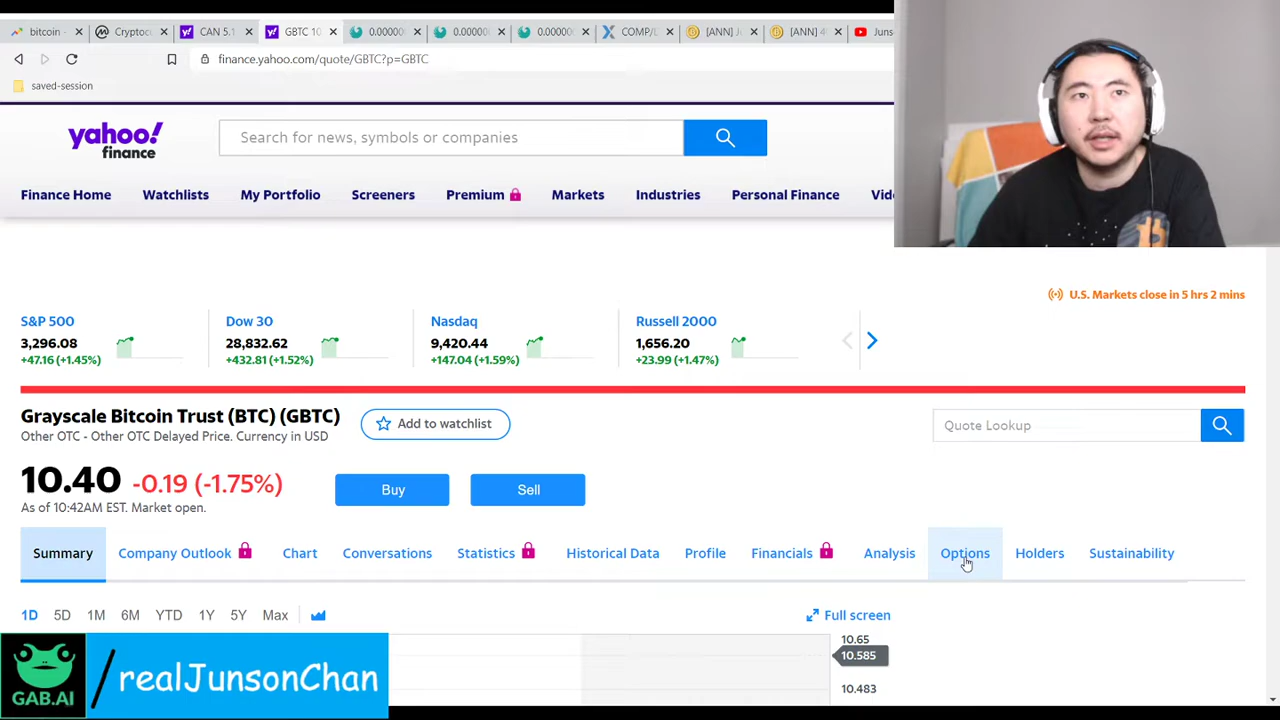 bitcoin -
Cryptoc
CAN 5.1
GBTC 10
0.00000
0.00000
0.00000
COMP/
[ANN] J
[ANN] 4
Juns
finance.yahoo.com/quote/GBTC?p=GBTC
saved-session
yahoo!
finance
Search for news, symbols or companies
Finance Home
Watchlists
My Portfolio
Screeners
Premium
Markets
Industries
Personal Finance
Vid
U.S. Markets close in 5 hrs 2 mins
S&P 500
3,296.08
+47.16 (+1.45%)
Dow 30
28,832.62
+432.81 (+1.52%)
Nasdaq
9,420.44
+147.04 (+1.59%)
Russell 2000
1,656.20
+23.99 (+1.47%)
Grayscale Bitcoin Trust (BTC) (GBTC)
Add to watchlist
Quote Lookup
Other OTC - Other OTC Delayed Price. Currency in USD
10.40 -0.19 (-1.75%)
Buy
Sell
As of 10:42AM EST. Market open.
Summary
Company Outlook
Chart
Conversations
Statistics
Historical Data
Profile
Financials
Analysis
Options
Holders
Sustainability
1D
5D
1M
6M
YTD
1Y
5Y
Max
Full screen
10.65
10.585
10.483
GAB.AI
/realJunsonChan